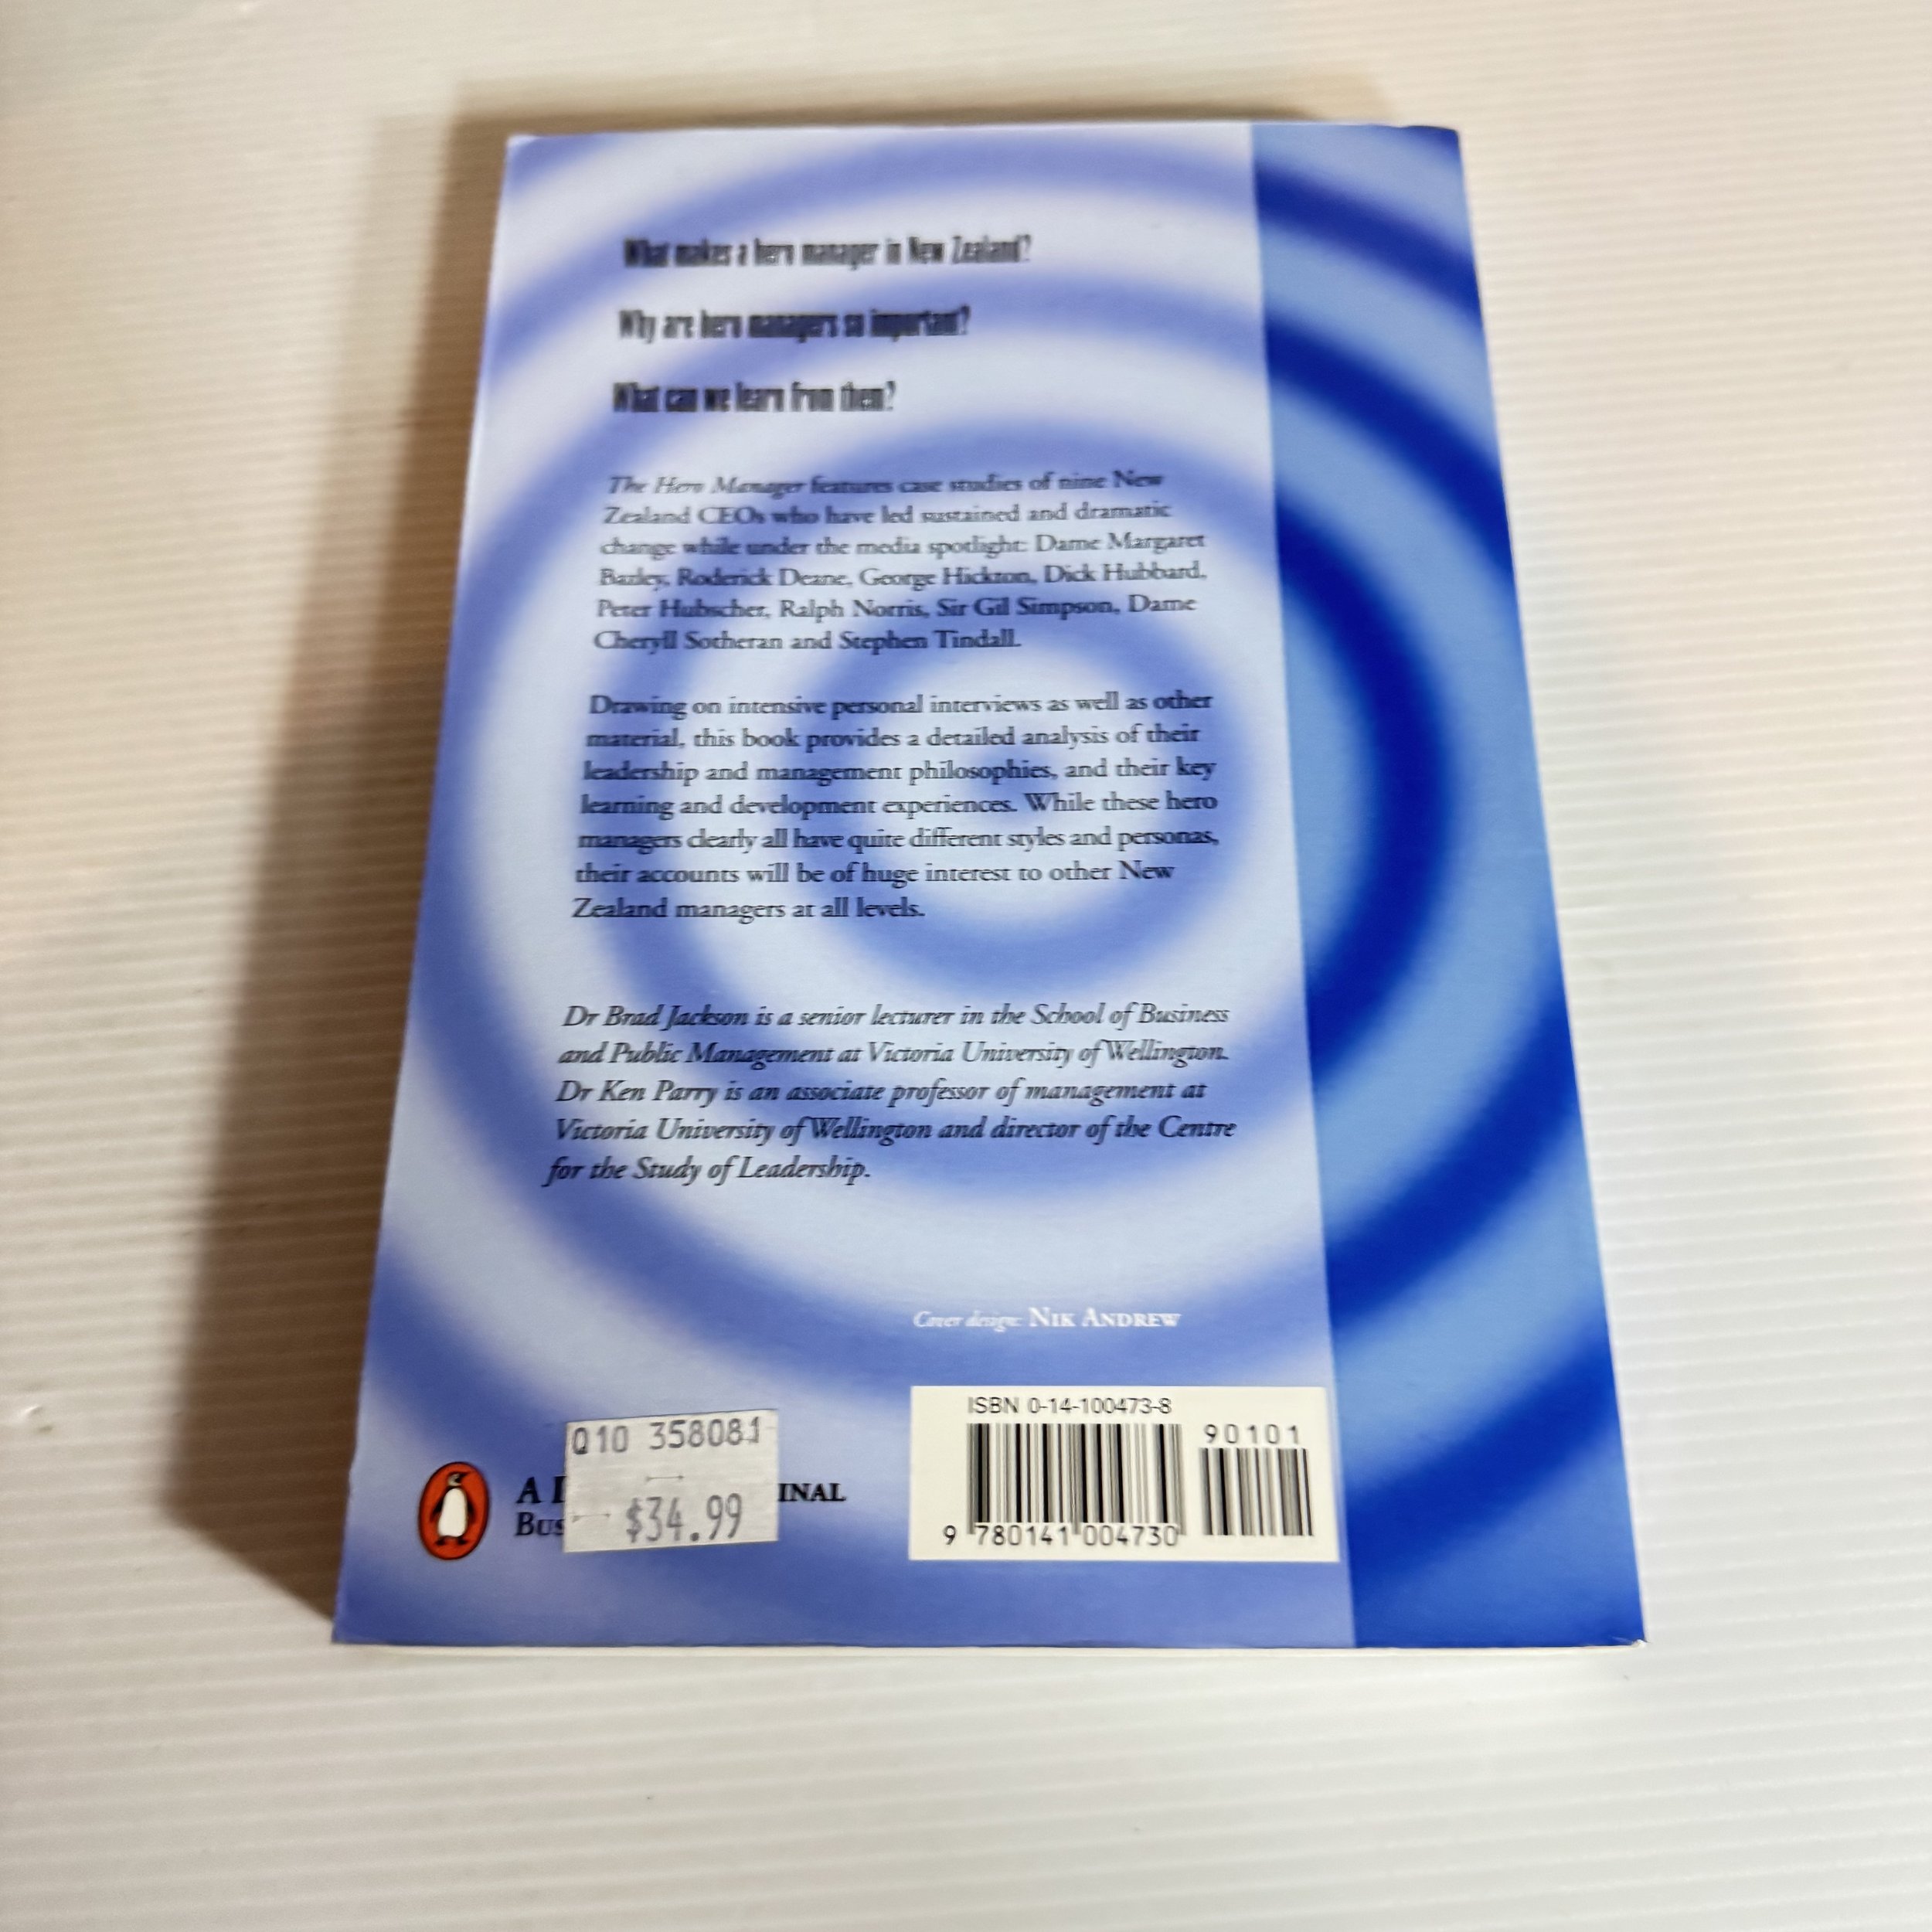 What makes a hero manager in New Zealand?
Why are hero managers so important?
What can we learn from them?
The Hero Manager features case studies of nine New
Zealand CEOs who have led sustained and dramatic
change while under the media spotlight: Dame Margaret
Bazley, Roderick Deane, George Hickton, Dick Hubbard,
Peter Hubscher, Ralph Norris, Sir Gil Simpson, Dame
Cheryll Sotheran and Stephen Tindall.
Drawing on intensive personal interviews as well as other
material, this book provides a detailed analysis of their
leadership and management philosophies, and their key
learning and development experiences. While these hero
managers clearly all have quite different styles and personas,
their accounts will be of huge interest to other New
Zealand managers at all levels.
Dr Brad Jackson is a senior lecturer in the School of Business
and Public Management at Victoria University of Wellington.
Dr Ken Parry is an associate professor of management at
Victoria University of Wellington and director of the Centre
for the Study of Leadership.
Cover design: NIK ANDREW
ISBN 0-14-100473-8
90101
9 780141 004730
Q10 358081
$34.99
A
INAL
BUS